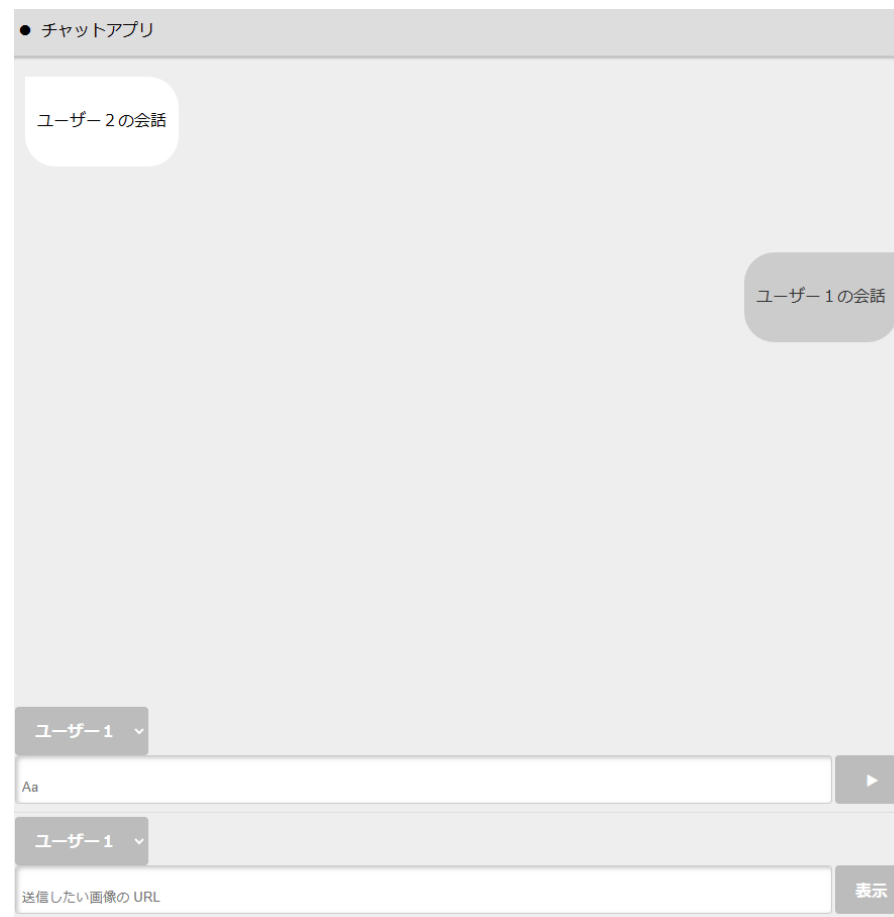 ● チャットアプリ
ユーザー２の会話
ユーザー１の会話
ユーザー１
Aa
▶
ユーザー１
送信したい画像の URL
表示